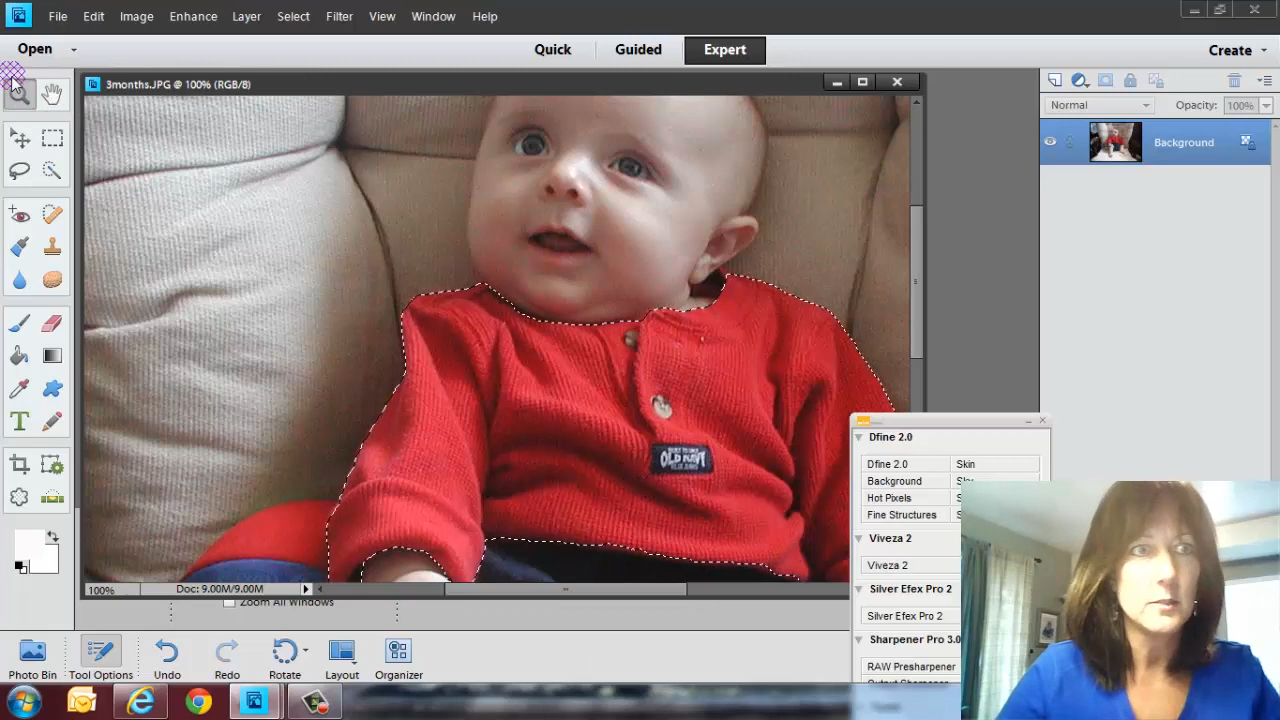 File Edit Image Enhance Layer Select Filter View Window Help
Open Quick Guided Expert Create
3months.JPG @ 100% (RGB/8)
Normal Opacity: 100%
Background
OLD NAVY
Dfine 2.0
Dfine 2.0 Skin
Background
Hot Pixels
Fine Structures
Viveza 2
Viveza 2
Silver Efex Pro 2
Silver Efex Pro 2
Sharpener Pro 3.0
RAW Presharpener
100% Doc: 9.00M/9.00M
Zoom All Windows
Photo Bin Tool Options Undo Redo Rotate Layout Organizer